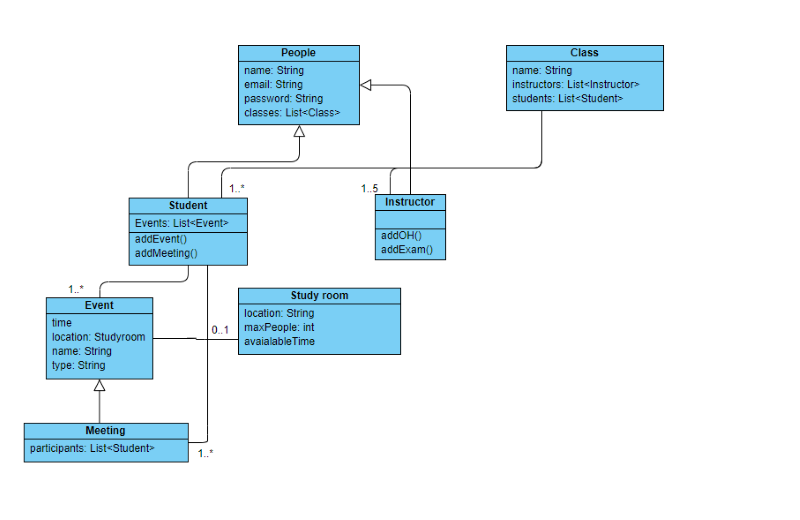 People
name: String
email: String
password: String
classes: List<Class>
Class
name: String
instructors: List<Instructor>
students: List<Student>
1..*
1..5
Student
Events: List<Event>
addEvent()
addMeeting()
Instructor
addOH()
addExam()
1..*
Event
time
location: Studyroom
name: String
type: String
0..1
Study room
location: String
maxPeople: int
avaialableTime
Meeting
participants: List<Student>
1..*